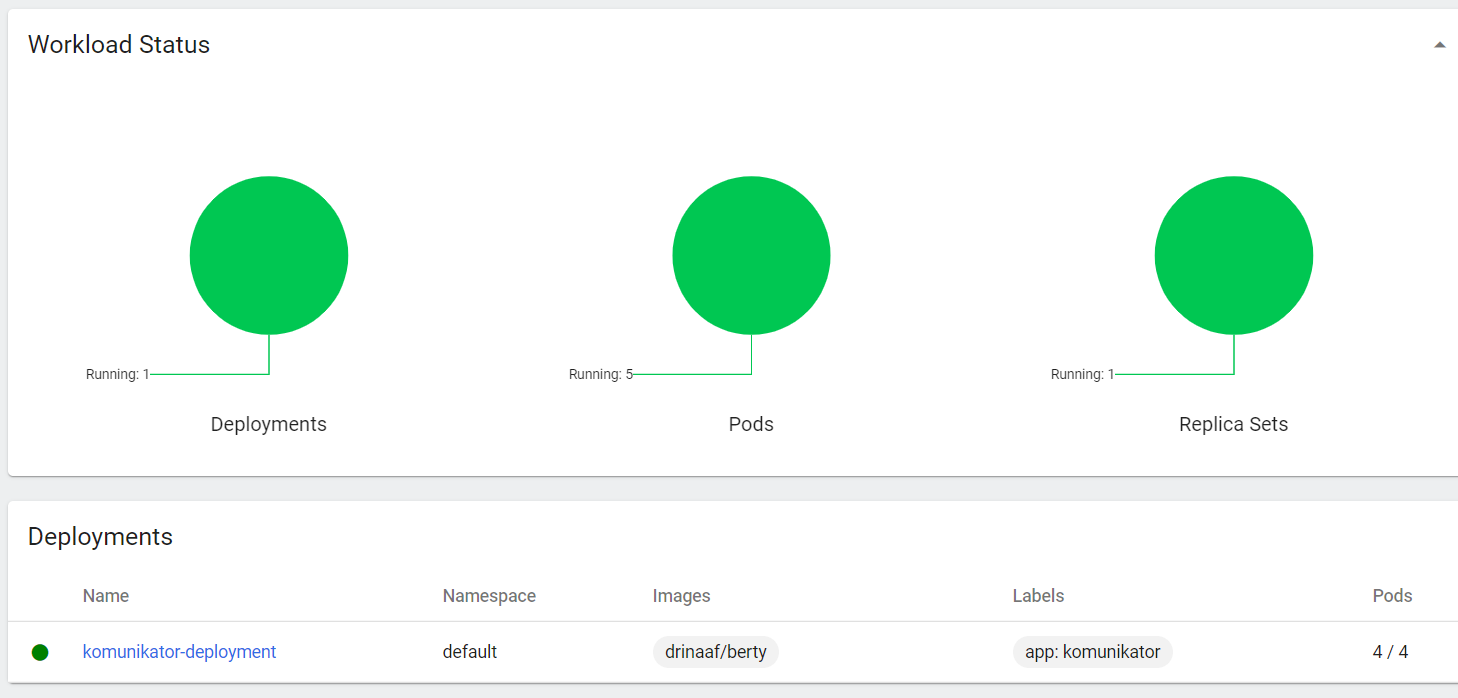 Workload Status
Running: 1
Running: 5
Running: 1
Deployments
Pods
Replica Sets
Deployments
Name Namespace Images Labels Pods
komunikator-deployment default drinaaf/berty app: komunikator 4 / 4